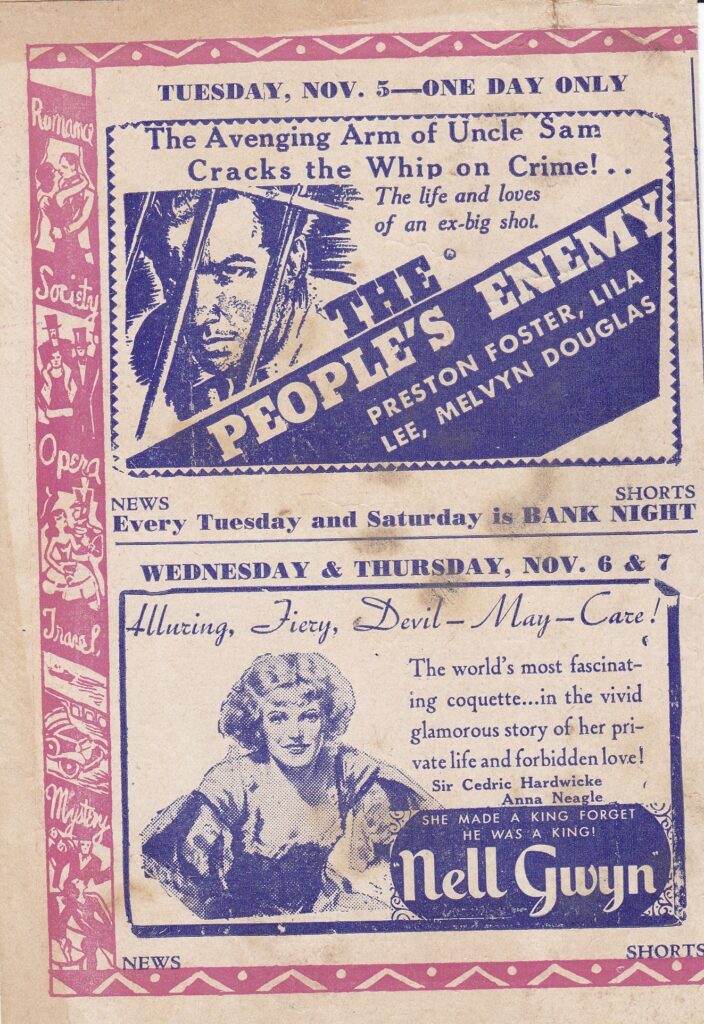 TUESDAY, NOV. 5—ONE DAY ONLY
The Avenging Arm of Uncle Sam
Cracks the Whip on Crime!..
The life and loves
of an ex-big shot.
THE
PEOPLE'S ENEMY
PRESTON FOSTER, LILA
LEE, MELVYN DOUGLAS
NEWS SHORTS
Every Tuesday and Saturday is BANK NIGHT
WEDNESDAY & THURSDAY, NOV. 6 & 7
Alluring, Fiery, Devil—May—Care!
The world's most fascinat-
ing coquette...in the vivid
glamorous story of her pri-
vate life and forbidden love!
Sir Cedric Hardwicke
Anna Neagle
SHE MADE A KING FORGET
HE WAS A KING!
"Nell Gwyn"
NEWS SHORTS
Romance
Society
Opera
Travel
Mystery